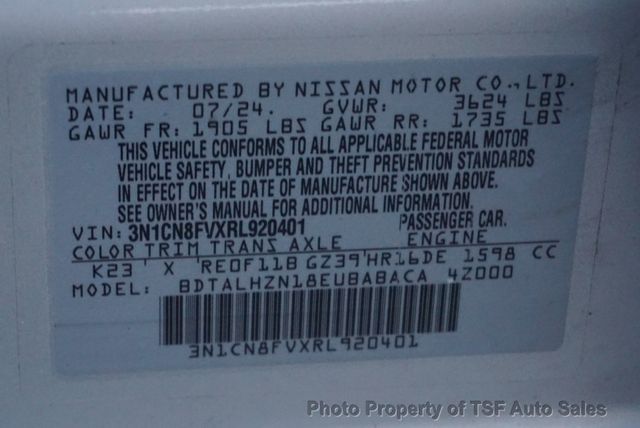 MANUFACTURED BY NISSAN MOTOR CO., LTD.
DATE: 07/24. GVWR: 3624 LBS
GAWR FR: 1905 LBS GAWR RR: 1735 LBS
THIS VEHICLE CONFORMS TO ALL APPLICABLE FEDERAL MOTOR
VEHICLE SAFETY, BUMPER AND THEFT PREVENTION STANDARDS
IN EFFECT ON THE DATE OF MANUFACTURE SHOWN ABOVE.
SEE OWNER'S MANUAL FOR ADDITIONAL INFORMATION.
VIN: 3N1CN8FVXRL920401 PASSENGER CAR.
COLOR TRIM TRANS AXLE ENGINE
K23 X RE0F11B GZ39 HR16DE 1598 CC
MODEL: BDTALHZN18EUBABACA 4Z000
3N1CN8FVXRL920401
Photo Property of TSF Auto Sales